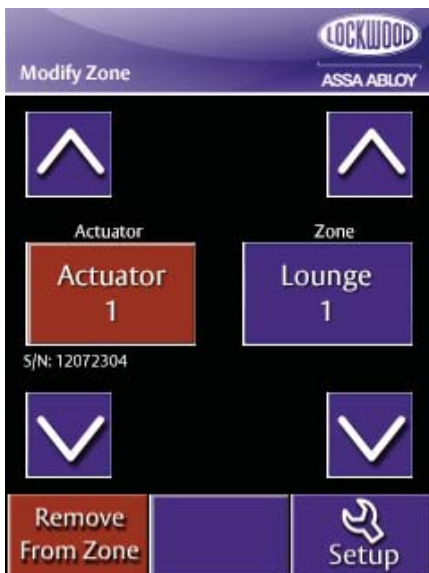 LOCKWOOD
Modify Zone
ASSA ABLOY
Actuator
Zone
Actuator
1
Lounge
1
S/N: 12072304
Remove
From Zone
Setup